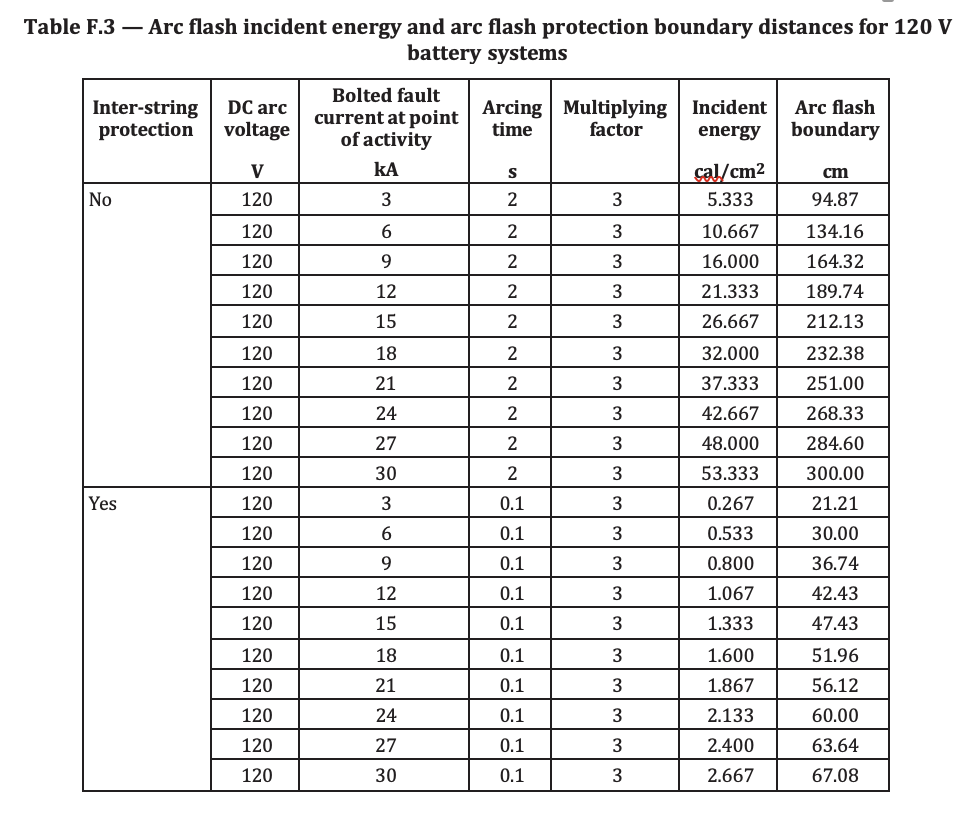 Table F.3 — Arc flash incident energy and arc flash protection boundary distances for 120 V
battery systems
Inter-string protection DC arc voltage Bolted fault current at point of activity Arcing time Multiplying factor Incident energy Arc flash boundary
V kA s cal/cm² cm
No 120 3 2 3 5.333 94.87
120 6 2 3 10.667 134.16
120 9 2 3 16.000 164.32
120 12 2 3 21.333 189.74
120 15 2 3 26.667 212.13
120 18 2 3 32.000 232.38
120 21 2 3 37.333 251.00
120 24 2 3 42.667 268.33
120 27 2 3 48.000 284.60
120 30 2 3 53.333 300.00
Yes 120 3 0.1 3 0.267 21.21
120 6 0.1 3 0.533 30.00
120 9 0.1 3 0.800 36.74
120 12 0.1 3 1.067 42.43
120 15 0.1 3 1.333 47.43
120 18 0.1 3 1.600 51.96
120 21 0.1 3 1.867 56.12
120 24 0.1 3 2.133 60.00
120 27 0.1 3 2.400 63.64
120 30 0.1 3 2.667 67.08